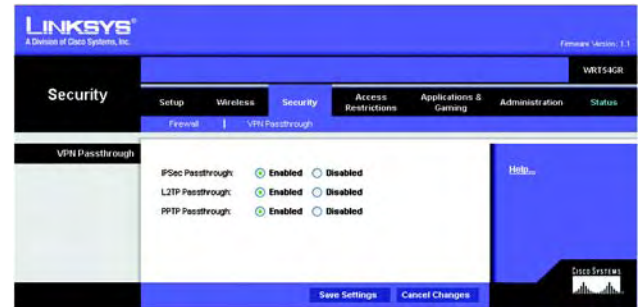 LINKSYS®
A Division of Cisco Systems, Inc.
Firmware Version: 1.1
WRT54GR
Security
Setup Wireless Security Access Restrictions Applications & Gaming Administration Status
Firewall | VPN Passthrough
VPN Passthrough
IPSec Passthrough: Enabled Disabled
Help...
L2TP Passthrough: Enabled Disabled
PPTP Passthrough: Enabled Disabled
CISCO SYSTEMS
Save Settings Cancel Changes